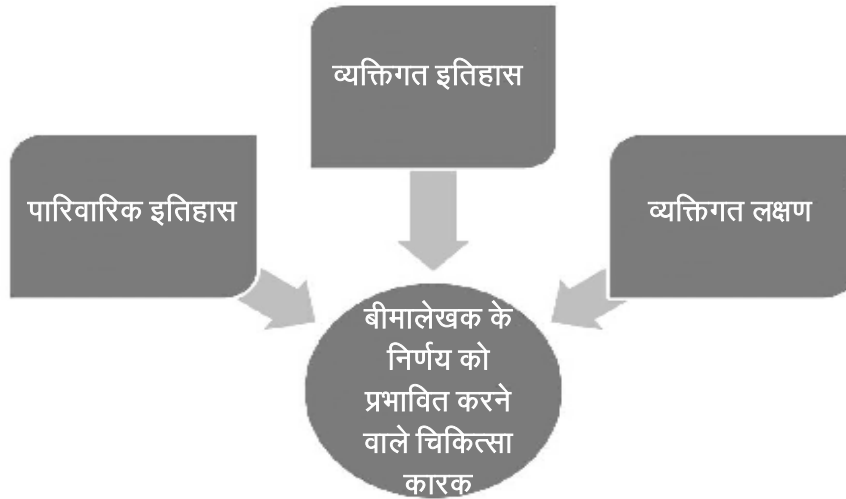 व्यक्तिगत इतिहास
पारिवारिक इतिहास
व्यक्तिगत लक्षण
बीमालेखक के
निर्णय को
प्रभावित करने
वाले चिकित्सा
कारक